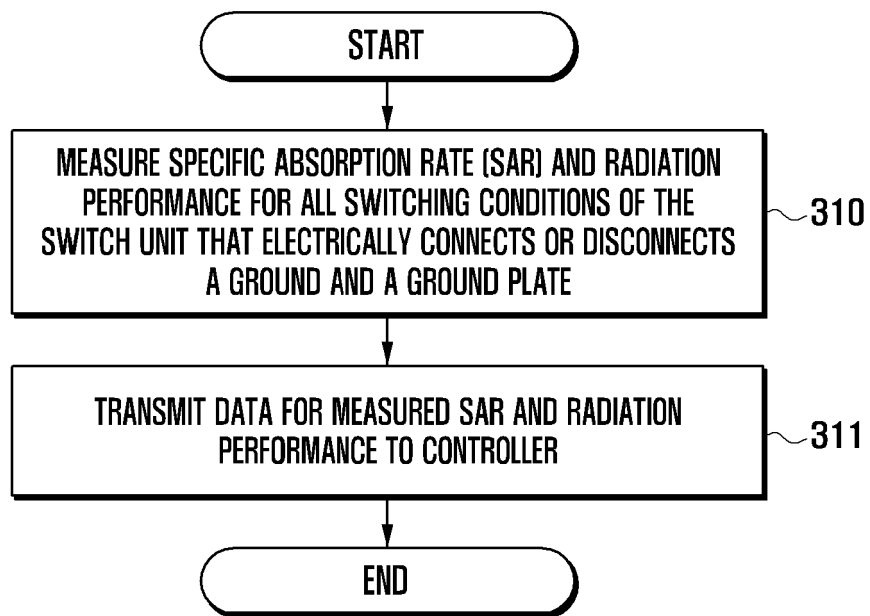 START
MEASURE SPECIFIC ABSORPTION RATE (SAR) AND RADIATION
PERFORMANCE FOR ALL SWITCHING CONDITIONS OF THE
SWITCH UNIT THAT ELECTRICALLY CONNECTS OR DISCONNECTS
A GROUND AND A GROUND PLATE
310
TRANSMIT DATA FOR MEASURED SAR AND RADIATION
PERFORMANCE TO CONTROLLER
311
END